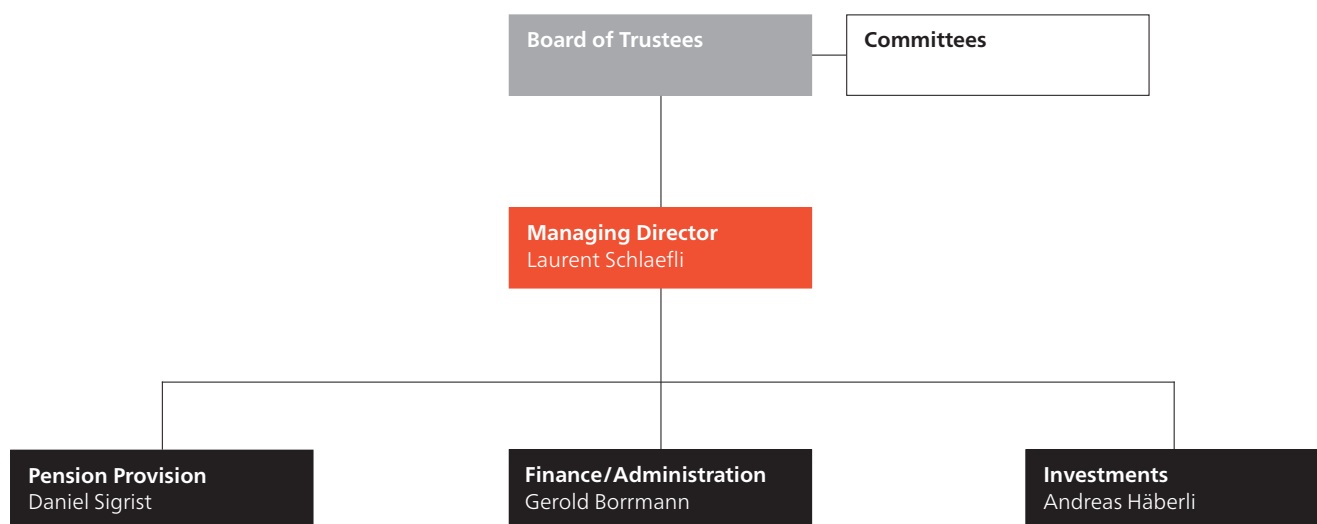 Board of Trustees
Committees
Managing Director
Laurent Schlaefli
Pension Provision
Daniel Sigrist
Finance/Administration
Gerold Borrmann
Investments
Andreas Häberli